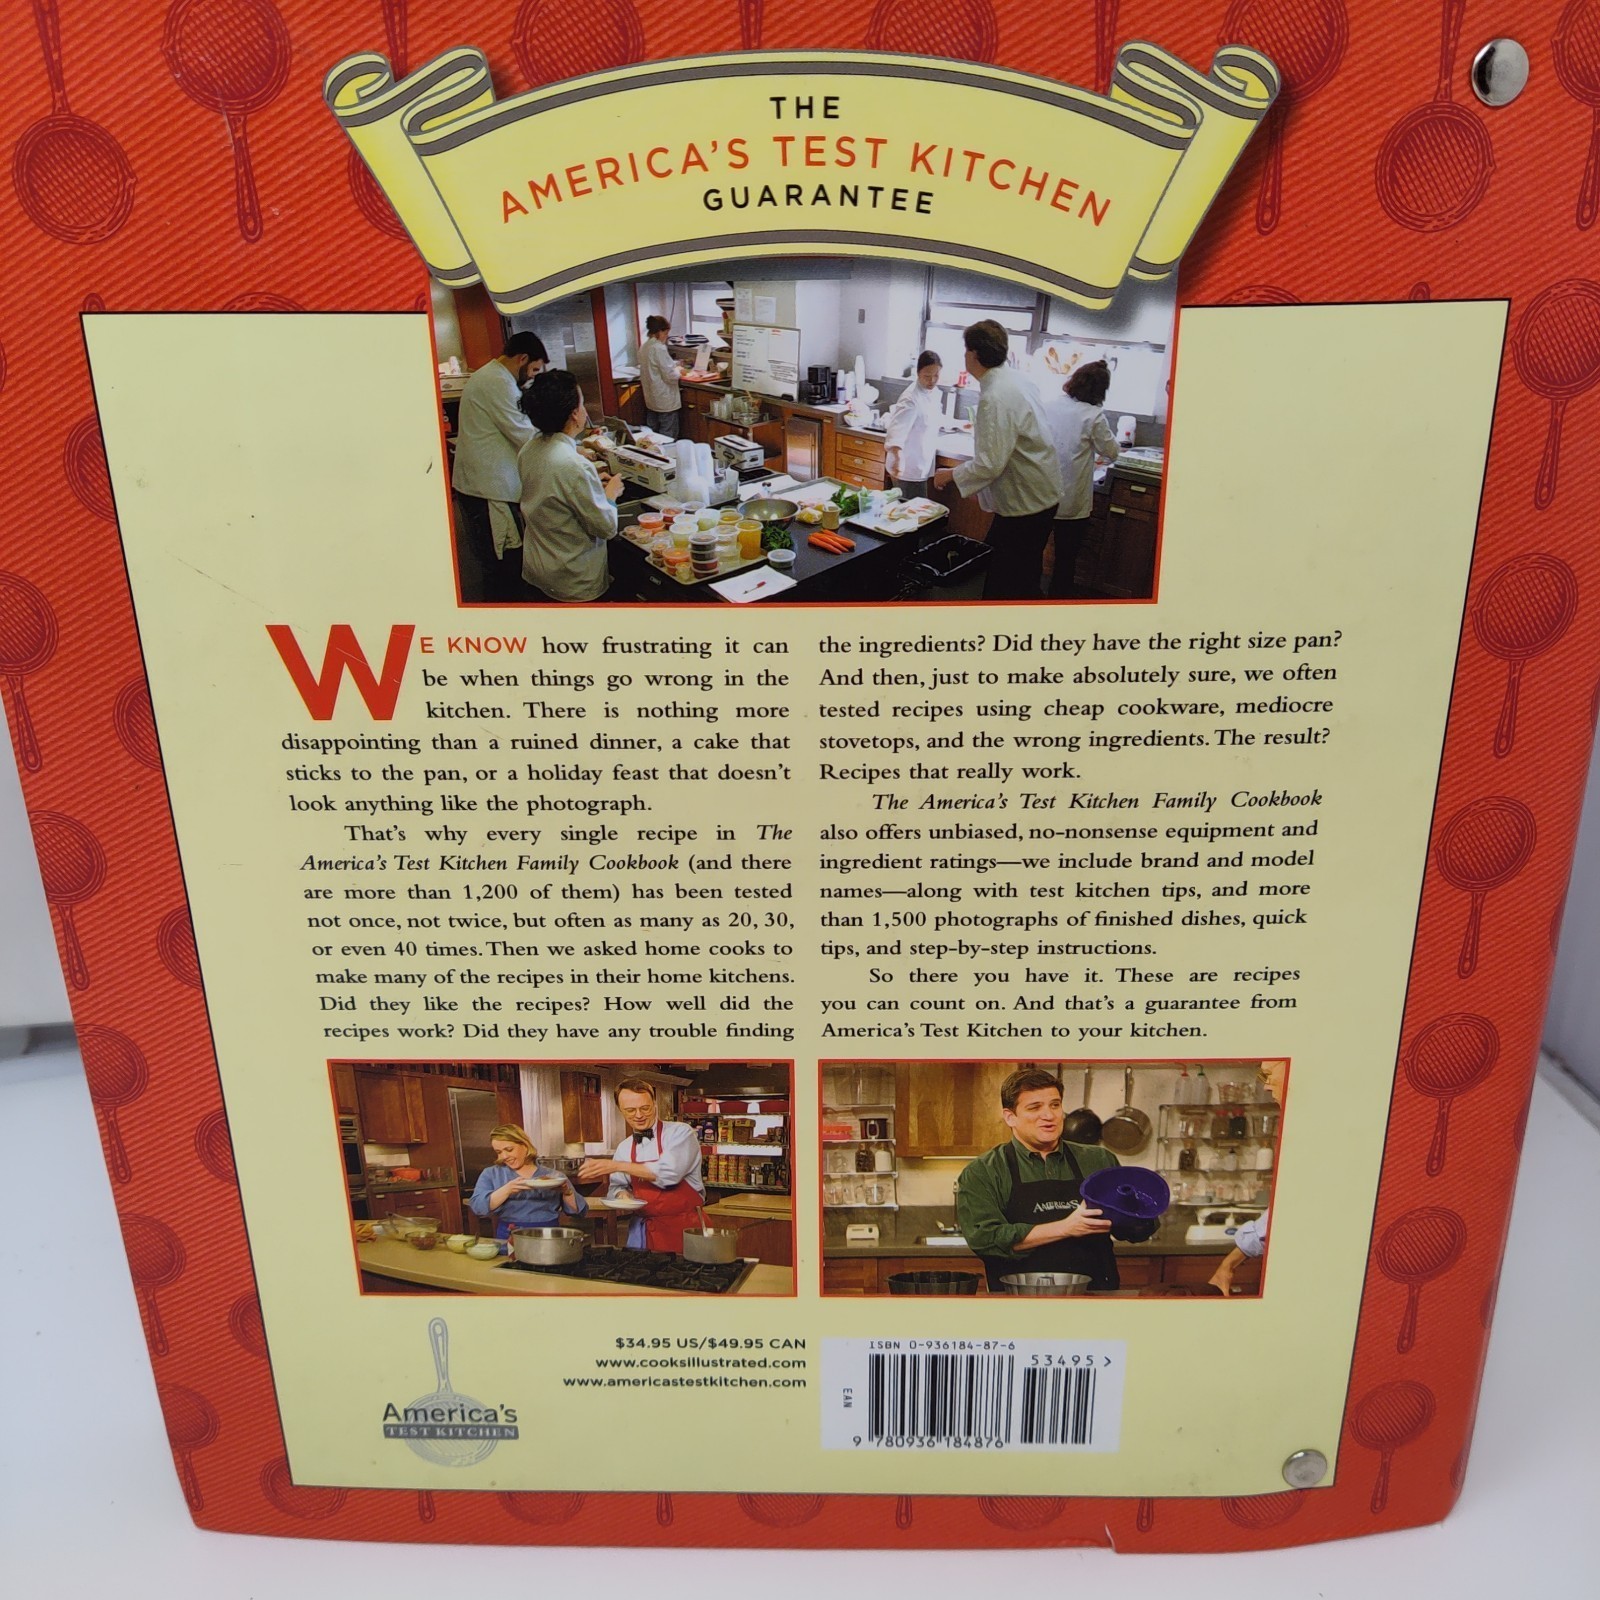 THE
AMERICA'S TEST KITCHEN
GUARANTEE
WE KNOW how frustrating it can
be when things go wrong in the
kitchen. There is nothing more
disappointing than a ruined dinner, a cake that
sticks to the pan, or a holiday feast that doesn't
look anything like the photograph.
That's why every single recipe in The
America's Test Kitchen Family Cookbook (and there
are more than 1,200 of them) has been tested
not once, not twice, but often as many as 20, 30,
or even 40 times. Then we asked home cooks to
make many of the recipes in their home kitchens.
Did they like the recipes? How well did the
recipes work? Did they have any trouble finding
the ingredients? Did they have the right size pan?
And then, just to make absolutely sure, we often
tested recipes using cheap cookware, mediocre
stovetops, and the wrong ingredients. The result?
Recipes that really work.
The America's Test Kitchen Family Cookbook
also offers unbiased, no-nonsense equipment and
ingredient ratings—we include brand and model
names—along with test kitchen tips, and more
than 1,500 photographs of finished dishes, quick
tips, and step-by-step instructions.
So there you have it. These are recipes
you can count on. And that's a guarantee from
America's Test Kitchen to your kitchen.
AMERICA'S
America's
TEST KITCHEN
$34.95 US/$49.95 CAN
www.cooksillustrated.com
www.americastestkitchen.com
ISBN 0-936184-87-6
53495>
EAN
9 780936 184876